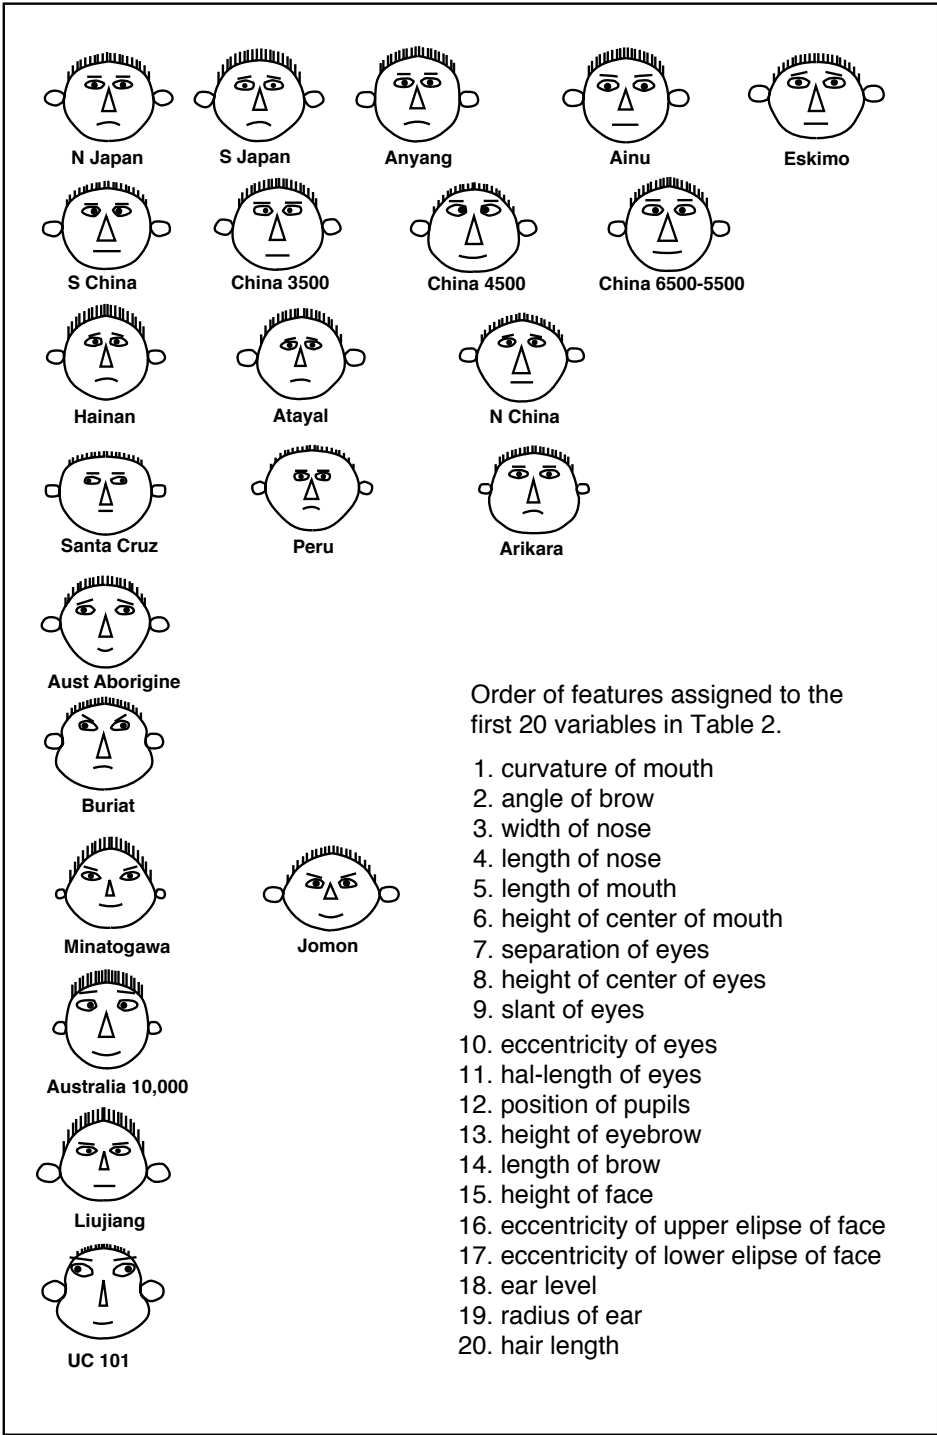 N Japan
S Japan
Anyang
Ainu
Eskimo
S China
China 3500
China 4500
China 6500-5500
Hainan
Atayal
N China
Santa Cruz
Peru
Arikara
Aust Aborigine
Buriat
Minatogawa
Jomon
Australia 10,000
Liujiang
UC 101
Order of features assigned to the
first 20 variables in Table 2.
1. curvature of mouth
2. angle of brow
3. width of nose
4. length of nose
5. length of mouth
6. height of center of mouth
7. separation of eyes
8. height of center of eyes
9. slant of eyes
10. eccentricity of eyes
11. hal-length of eyes
12. position of pupils
13. height of eyebrow
14. length of brow
15. height of face
16. eccentricity of upper elipse of face
17. eccentricity of lower elipse of face
18. ear level
19. radius of ear
20. hair length